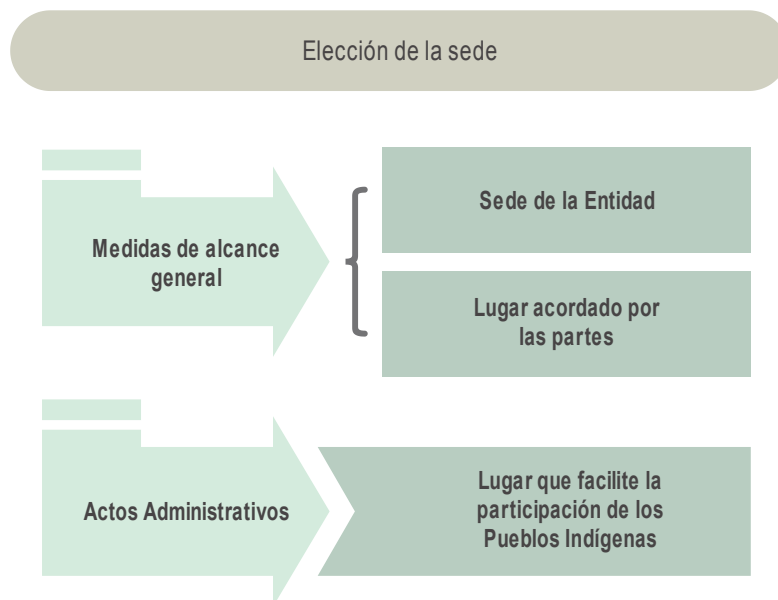 Elección de la sede
Medidas de alcance
general
Sede de la Entidad
Lugar acordado por
las partes
Actos Administrativos
Lugar que facilite la
participación de los
Pueblos Indígenas